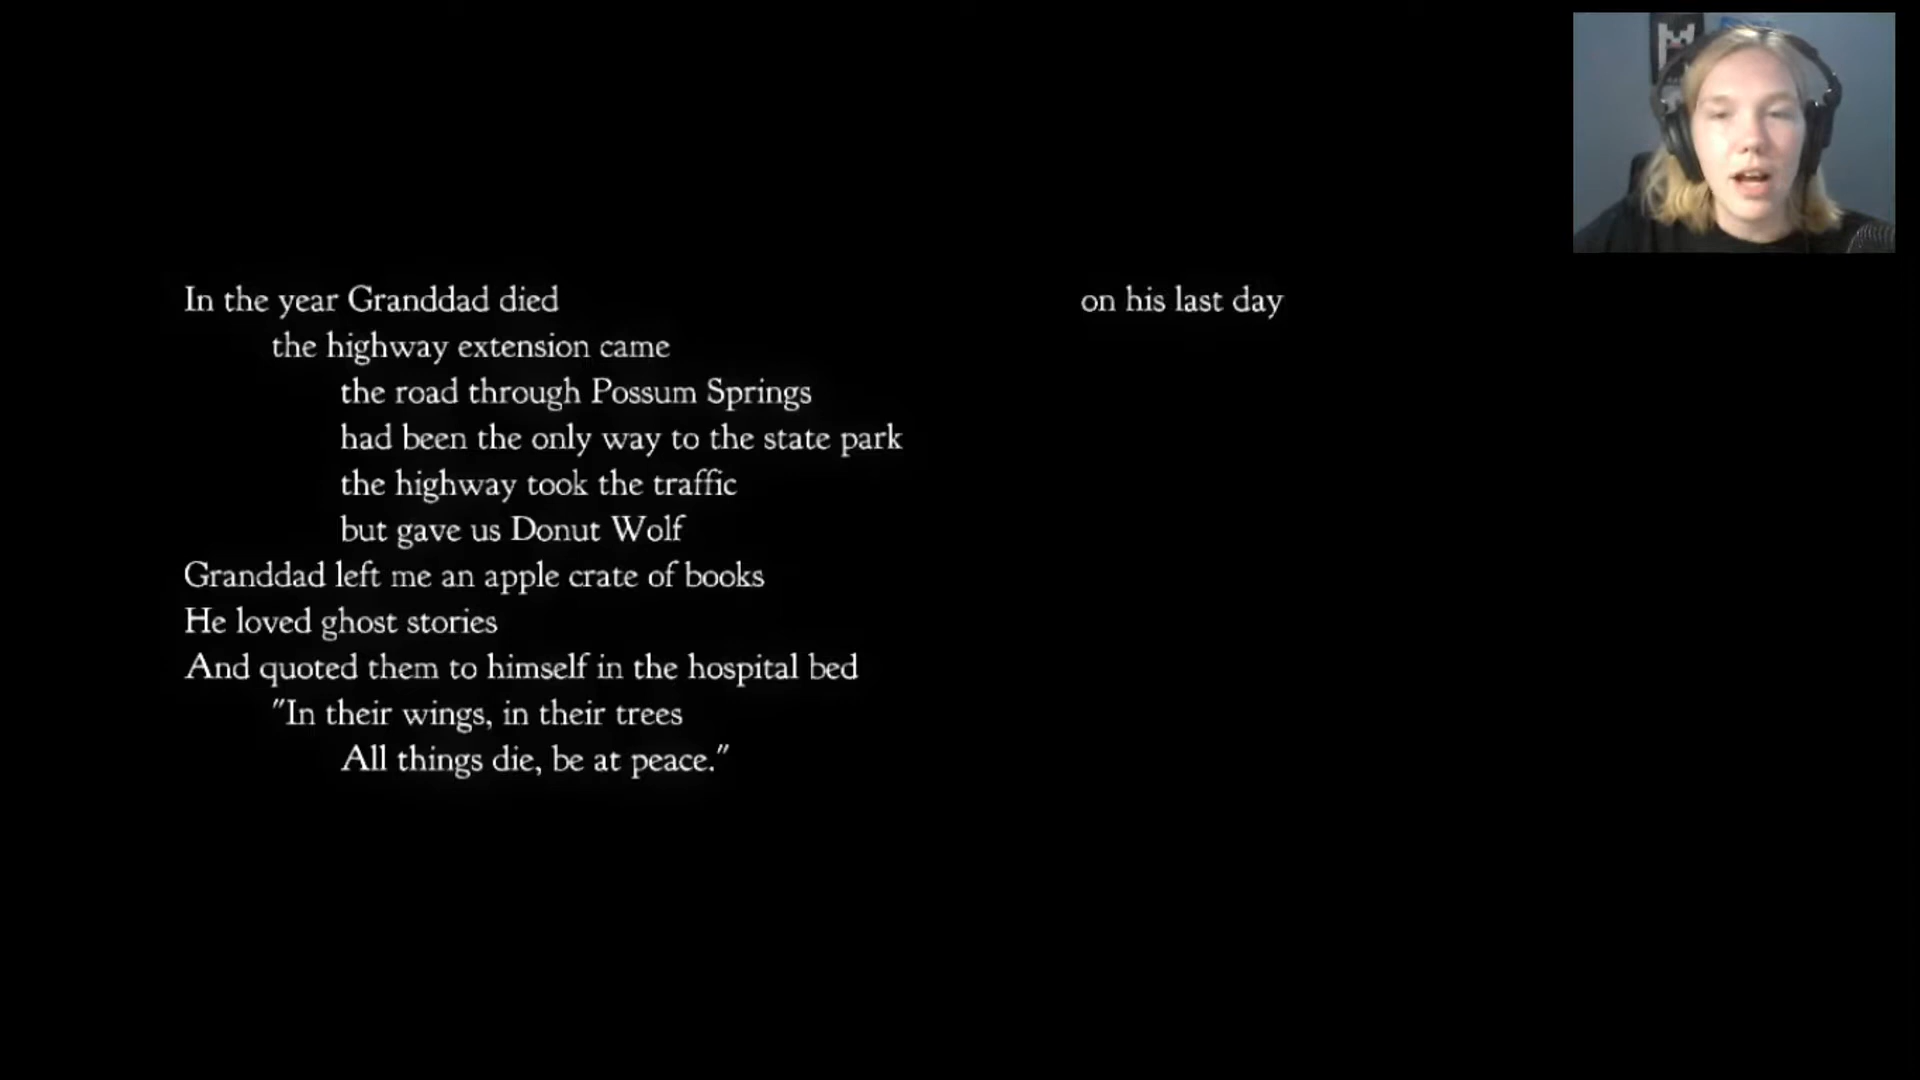 In the year Granddad died
the highway extension came
the road through Possum Springs
had been the only way to the state park
the highway took the traffic
but gave us Donut Wolf
Granddad left me an apple crate of books
He loved ghost stories
And quoted them to himself in the hospital bed
"In their wings, in their trees
All things die, be at peace."
on his last day